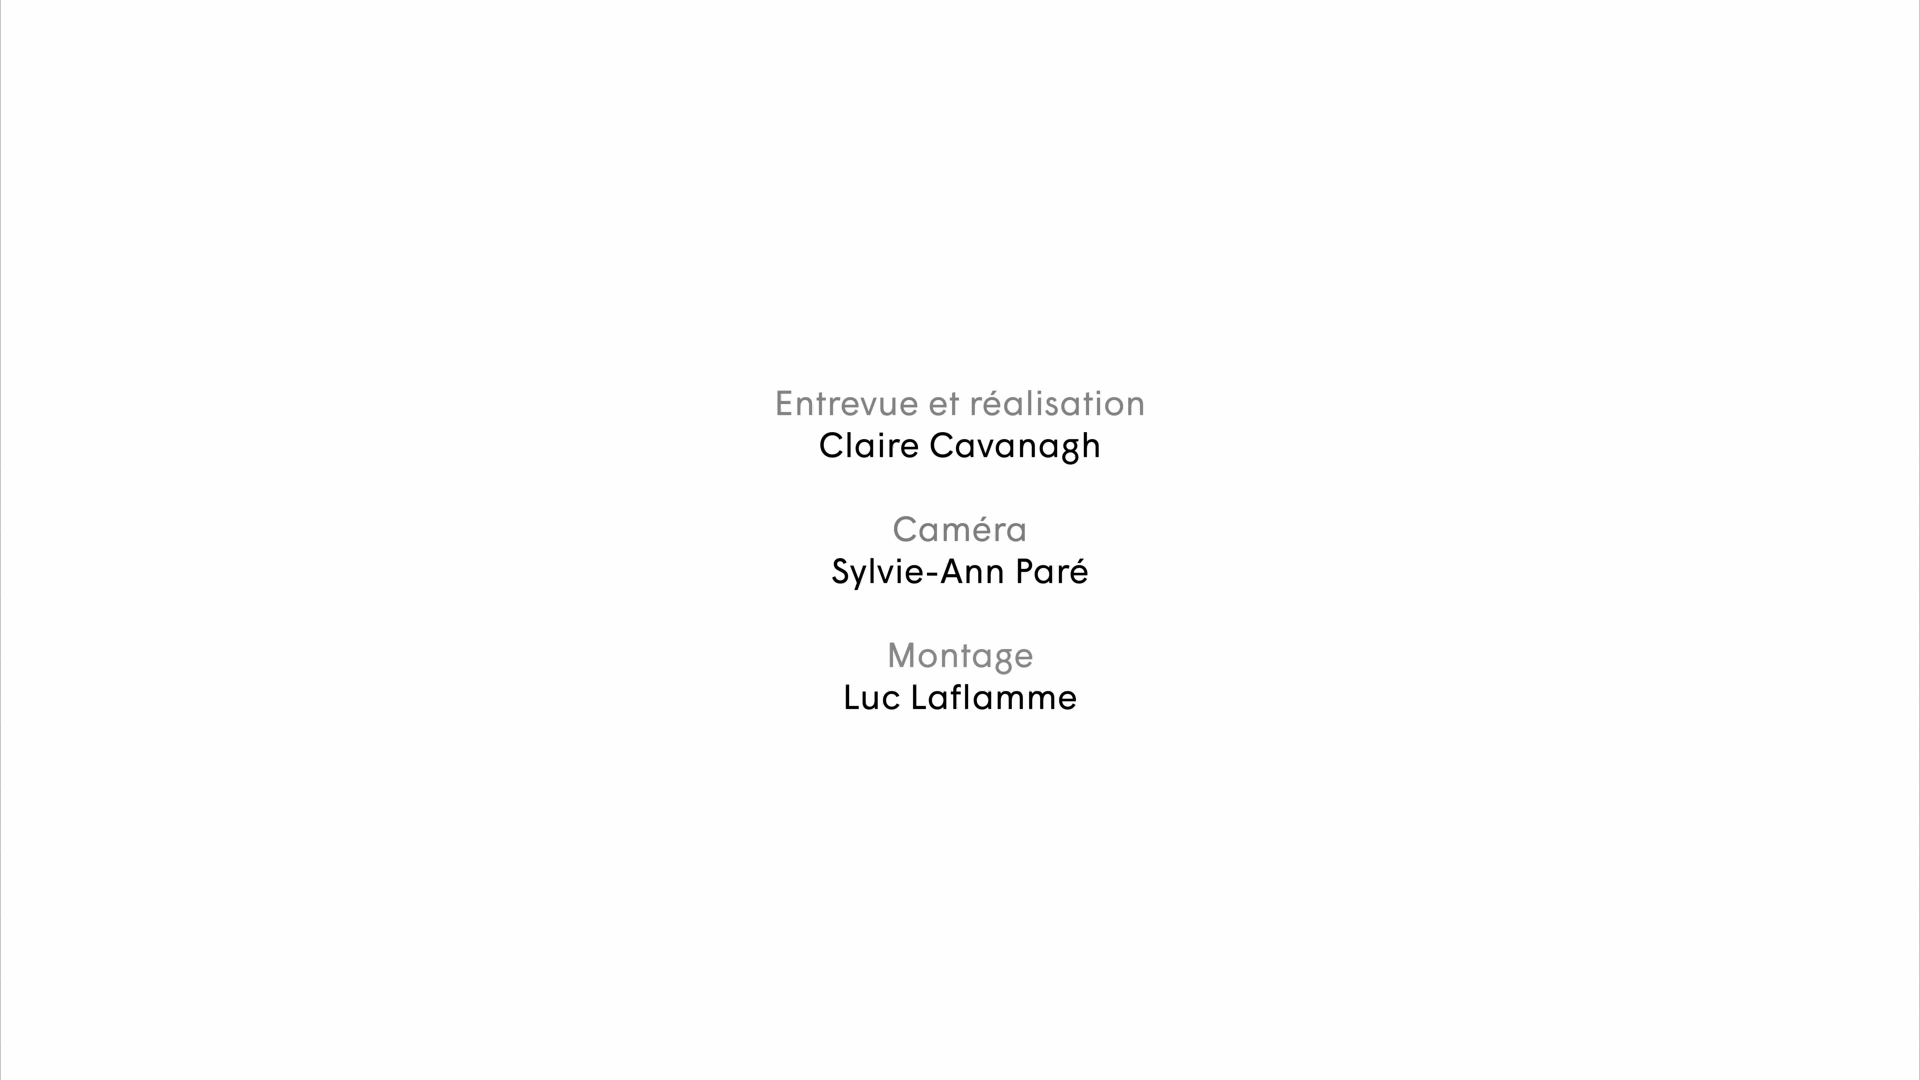 Entrevue et réalisation
Claire Cavanagh
Caméra
Sylvie-Ann Paré
Montage
Luc Laflamme